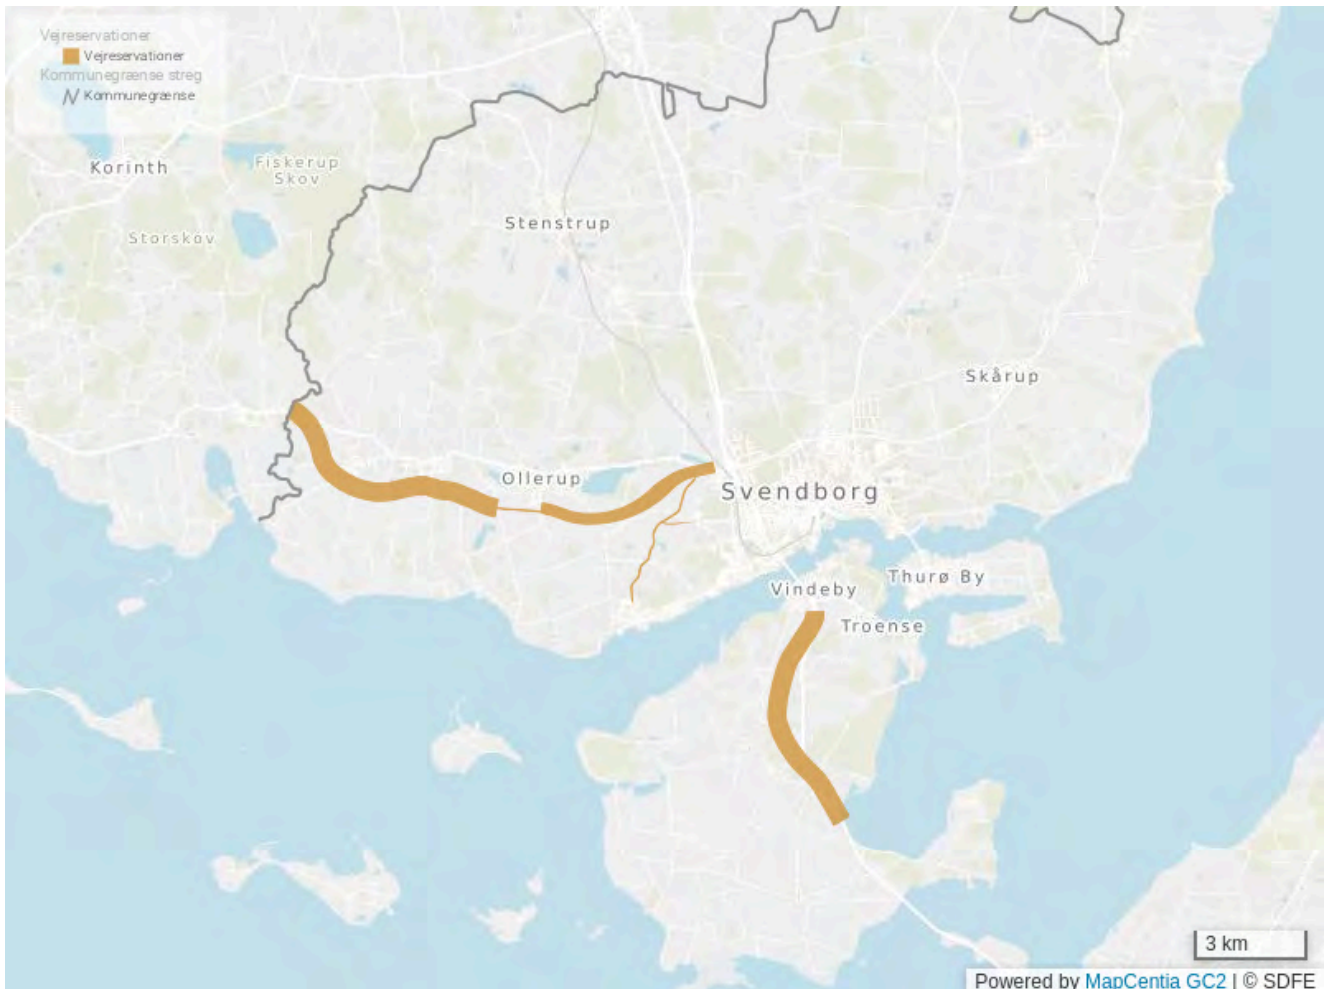 Vejreservationer
Vejreservationer
Kommunegrænse streg
Kommunegrænse
Korinth
Fiskerup
Skov
Storskov
Stenstrup
Skårup
Ollerup
Svendborg
Vindeby
Thurø By
Troense
3 km
Powered by MapCentia GC2 | © SDFE